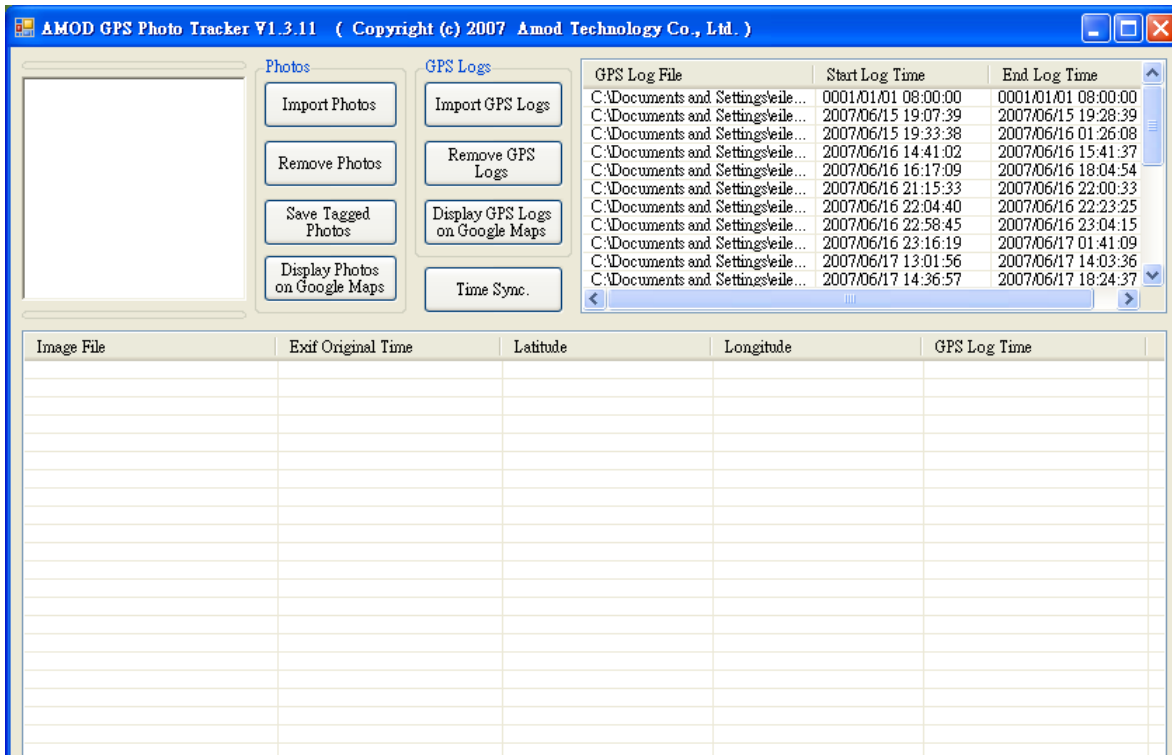 AMOD GPS Photo Tracker V1.3.11 ( Copyright (c) 2007 Amod Technology Co., Ltd. )
Photos
Import Photos
Remove Photos
Save Tagged
Photos
Display Photos
on Google Maps
GPS Logs
Import GPS Logs
Remove GPS
Logs
Display GPS Logs
on Google Maps
Time Sync.
GPS Log File Start Log Time End Log Time
C:\Documents and Settings\eile... 0001/01/01 08:00:00 0001/01/01 08:00:00
C:\Documents and Settings\eile... 2007/06/15 19:07:39 2007/06/15 19:28:39
C:\Documents and Settings\eile... 2007/06/15 19:33:38 2007/06/16 01:26:08
C:\Documents and Settings\eile... 2007/06/16 14:41:02 2007/06/16 15:41:37
C:\Documents and Settings\eile... 2007/06/16 16:17:09 2007/06/16 18:04:54
C:\Documents and Settings\eile... 2007/06/16 21:15:33 2007/06/16 22:00:33
C:\Documents and Settings\eile... 2007/06/16 22:04:40 2007/06/16 22:23:25
C:\Documents and Settings\eile... 2007/06/16 22:58:45 2007/06/16 23:04:15
C:\Documents and Settings\eile... 2007/06/16 23:16:19 2007/06/17 01:41:09
C:\Documents and Settings\eile... 2007/06/17 13:01:56 2007/06/17 14:03:36
C:\Documents and Settings\eile... 2007/06/17 14:36:57 2007/06/17 18:24:37
Image File Exif Original Time Latitude Longitude GPS Log Time